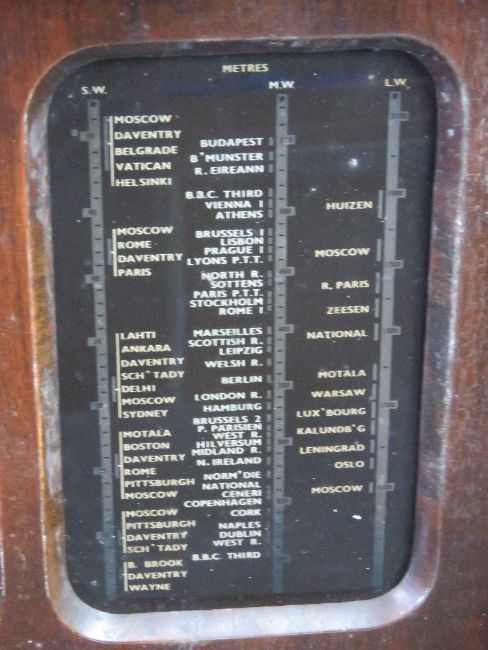 METRES
S.W.
M.W.
L.W.
MOSCOW
DAVENTRY
BELGRADE
VATICAN
HELSINKI
MOSCOW
ROME
DAVENTRY
PARIS
LAHTI
ANKARA
DAVENTRY
SCH^TADY
DELHI
MOSCOW
SYDNEY
MOTALA
BOSTON
DAVENTRY
ROME
PITTSBURGH
MOSCOW
MOSCOW
PITTSBURGH
DAVENTRY
SCH^TADY
B. BROOK
DAVENTRY
WAYNE
BUDAPEST
B^MUNSTER
R. EIREANN
B.B.C. THIRD
VIENNA I
ATHENS
BRUSSELS I
LISBON
PRAGUE I
LYONS P.T.T.
NORTH R.
SOTTENS
PARIS P.T.T.
STOCKHOLM
ROME I
MARSEILLES
SCOTTISH R.
LEIPZIG
WELSH R.
BERLIN
LONDON R.
HAMBURG
BRUSSELS 2
P. PARISIEN
WEST R.
HILVERSUM
MIDLAND R.
N. IRELAND
NORM^DIE
NATIONAL
CENERI
COPENHAGEN
CORK
NAPLES
DUBLIN
WEST R.
B.B.C. THIRD
HUIZEN
MOSCOW
R. PARIS
ZEESEN
NATIONAL
MOTALA
WARSAW
LUX^BOURG
KALUNDB^G
LENINGRAD
OSLO
MOSCOW